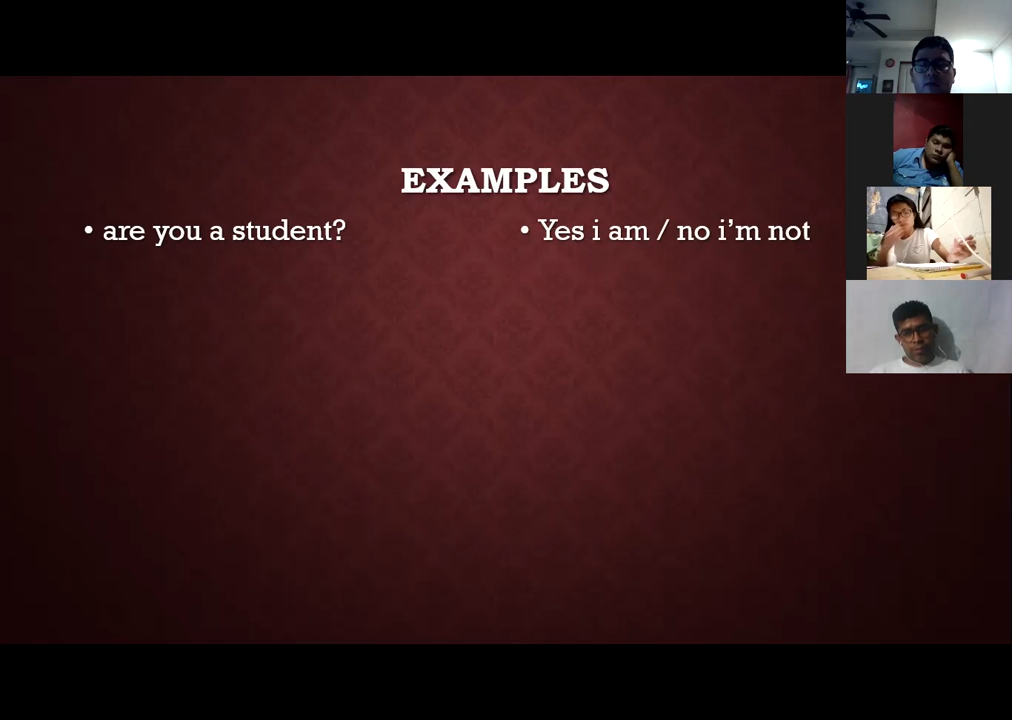 EXAMPLES
• are you a student?
• Yes i am / no i’m not